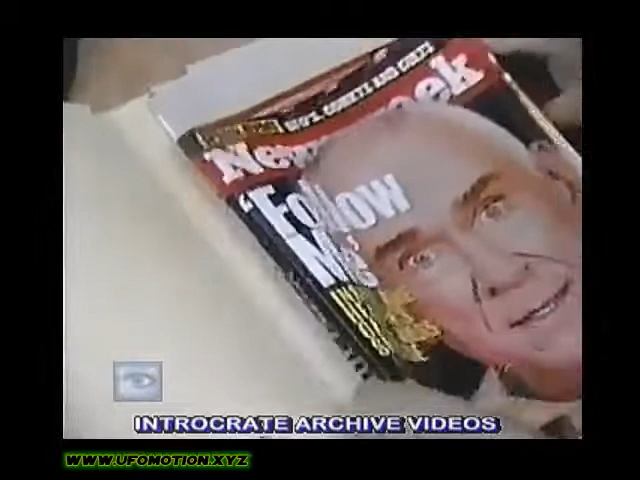 UFO'S, COMETS AND CULTS
Newsweek
'Follow
Me'
INTROCRATE ARCHIVE VIDEOS
WWW.UFOMOTION.XYZ